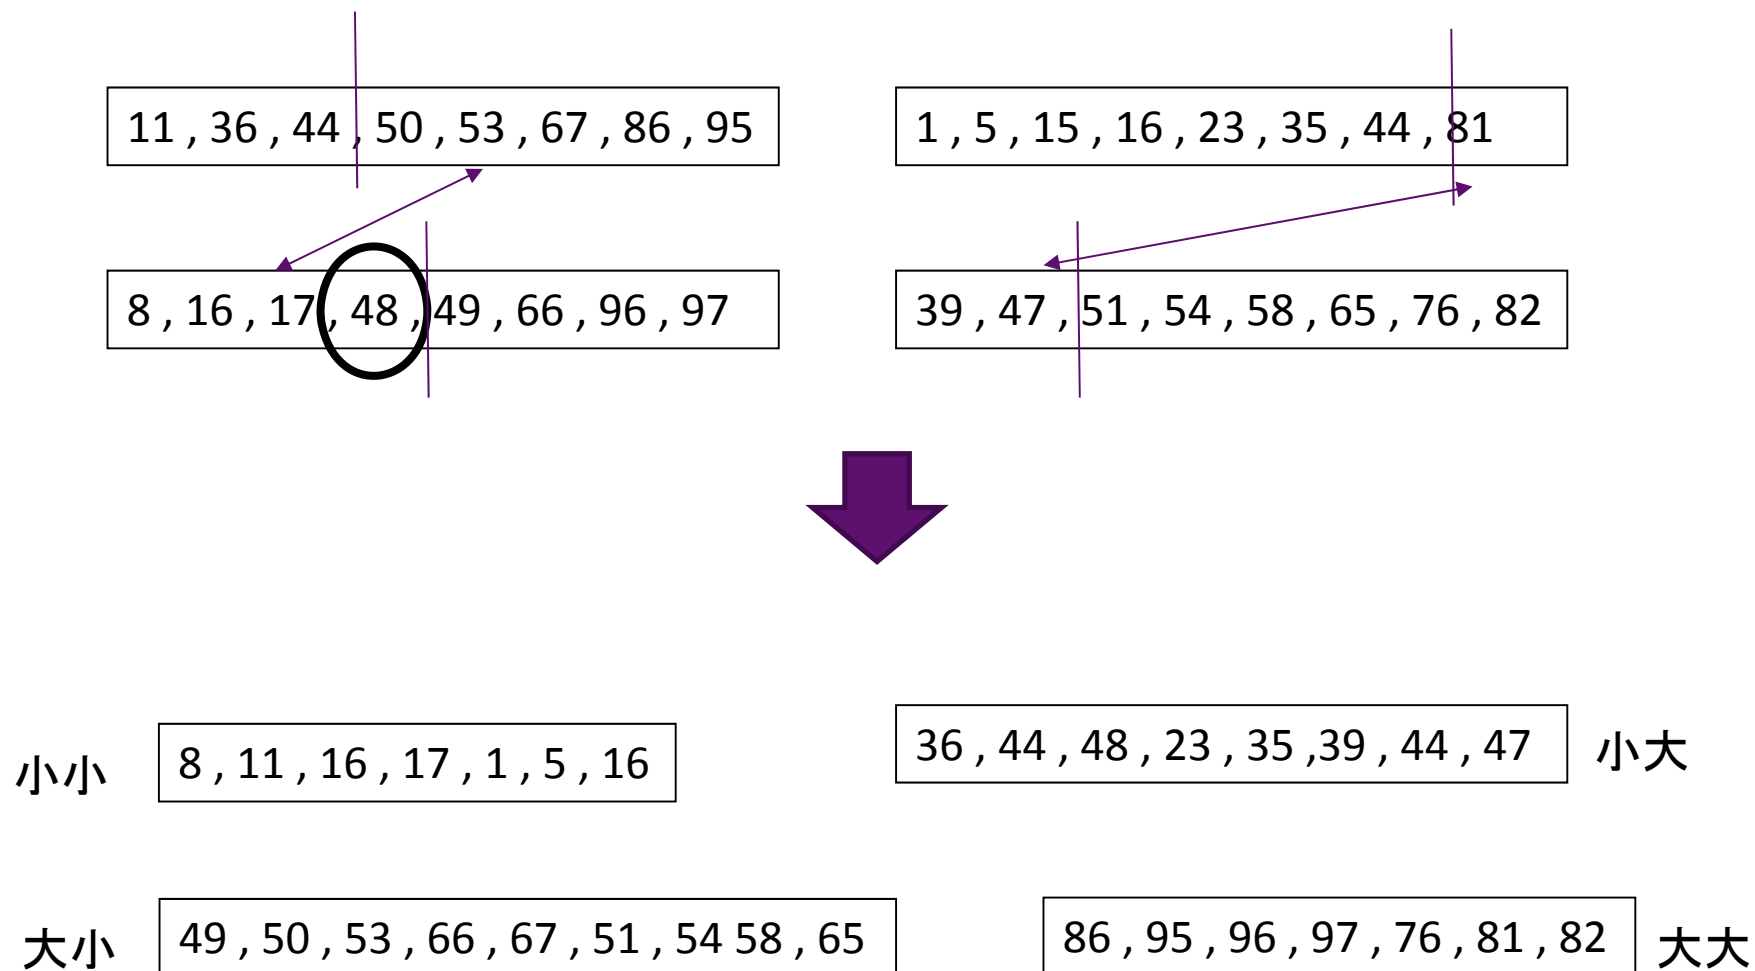 11 , 36 , 44 , 50 , 53 , 67 , 86 , 95
1 , 5 , 15 , 16 , 23 , 35 , 44 , 81
8 , 16 , 17 , 48 , 49 , 66 , 96 , 97
39 , 47 , 51 , 54 , 58 , 65 , 76 , 82
小小
8 , 11 , 16 , 17 , 1 , 5 , 16
36 , 44 , 48 , 23 , 35 ,39 , 44 , 47
小大
大小
49 , 50 , 53 , 66 , 67 , 51 , 54 58 , 65
86 , 95 , 96 , 97 , 76 , 81 , 82
大大